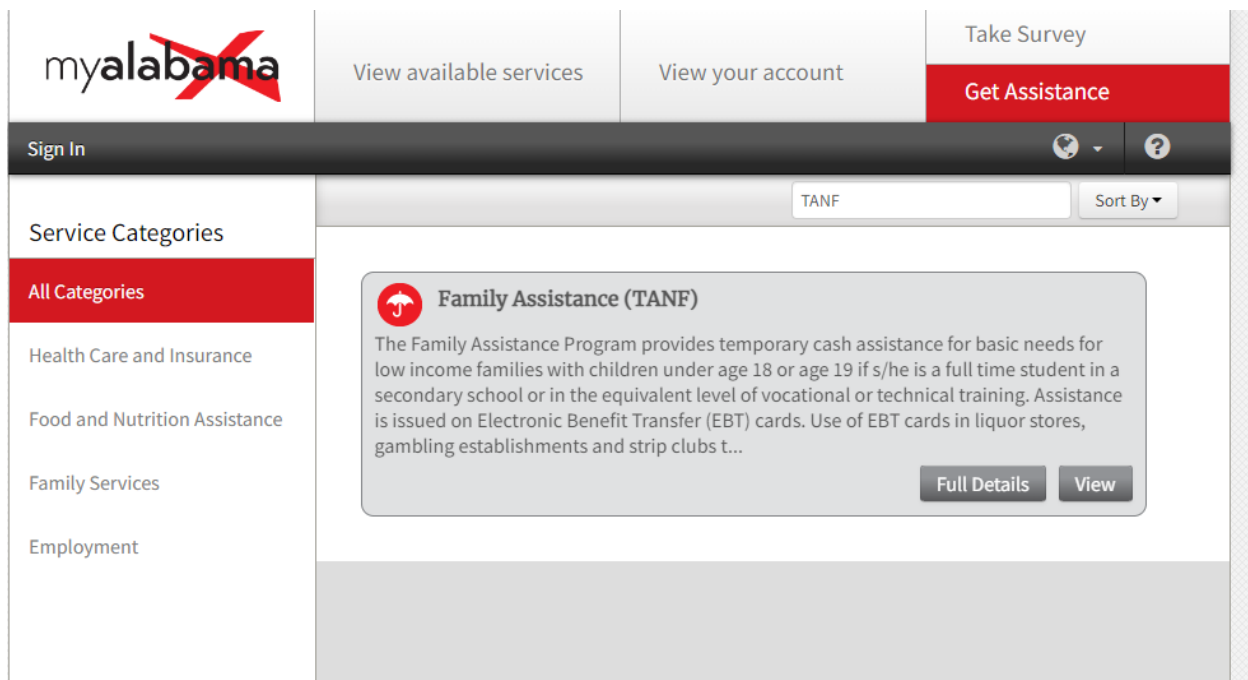 myalabama
View available services
View your account
Take Survey
Get Assistance
Sign In
TANF
Sort By
Service Categories
All Categories
Health Care and Insurance
Food and Nutrition Assistance
Family Services
Employment
Family Assistance (TANF)
The Family Assistance Program provides temporary cash assistance for basic needs for
low income families with children under age 18 or age 19 if s/he is a full time student in a
secondary school or in the equivalent level of vocational or technical training. Assistance
is issued on Electronic Benefit Transfer (EBT) cards. Use of EBT cards in liquor stores,
gambling establishments and strip clubs t...
Full Details
View